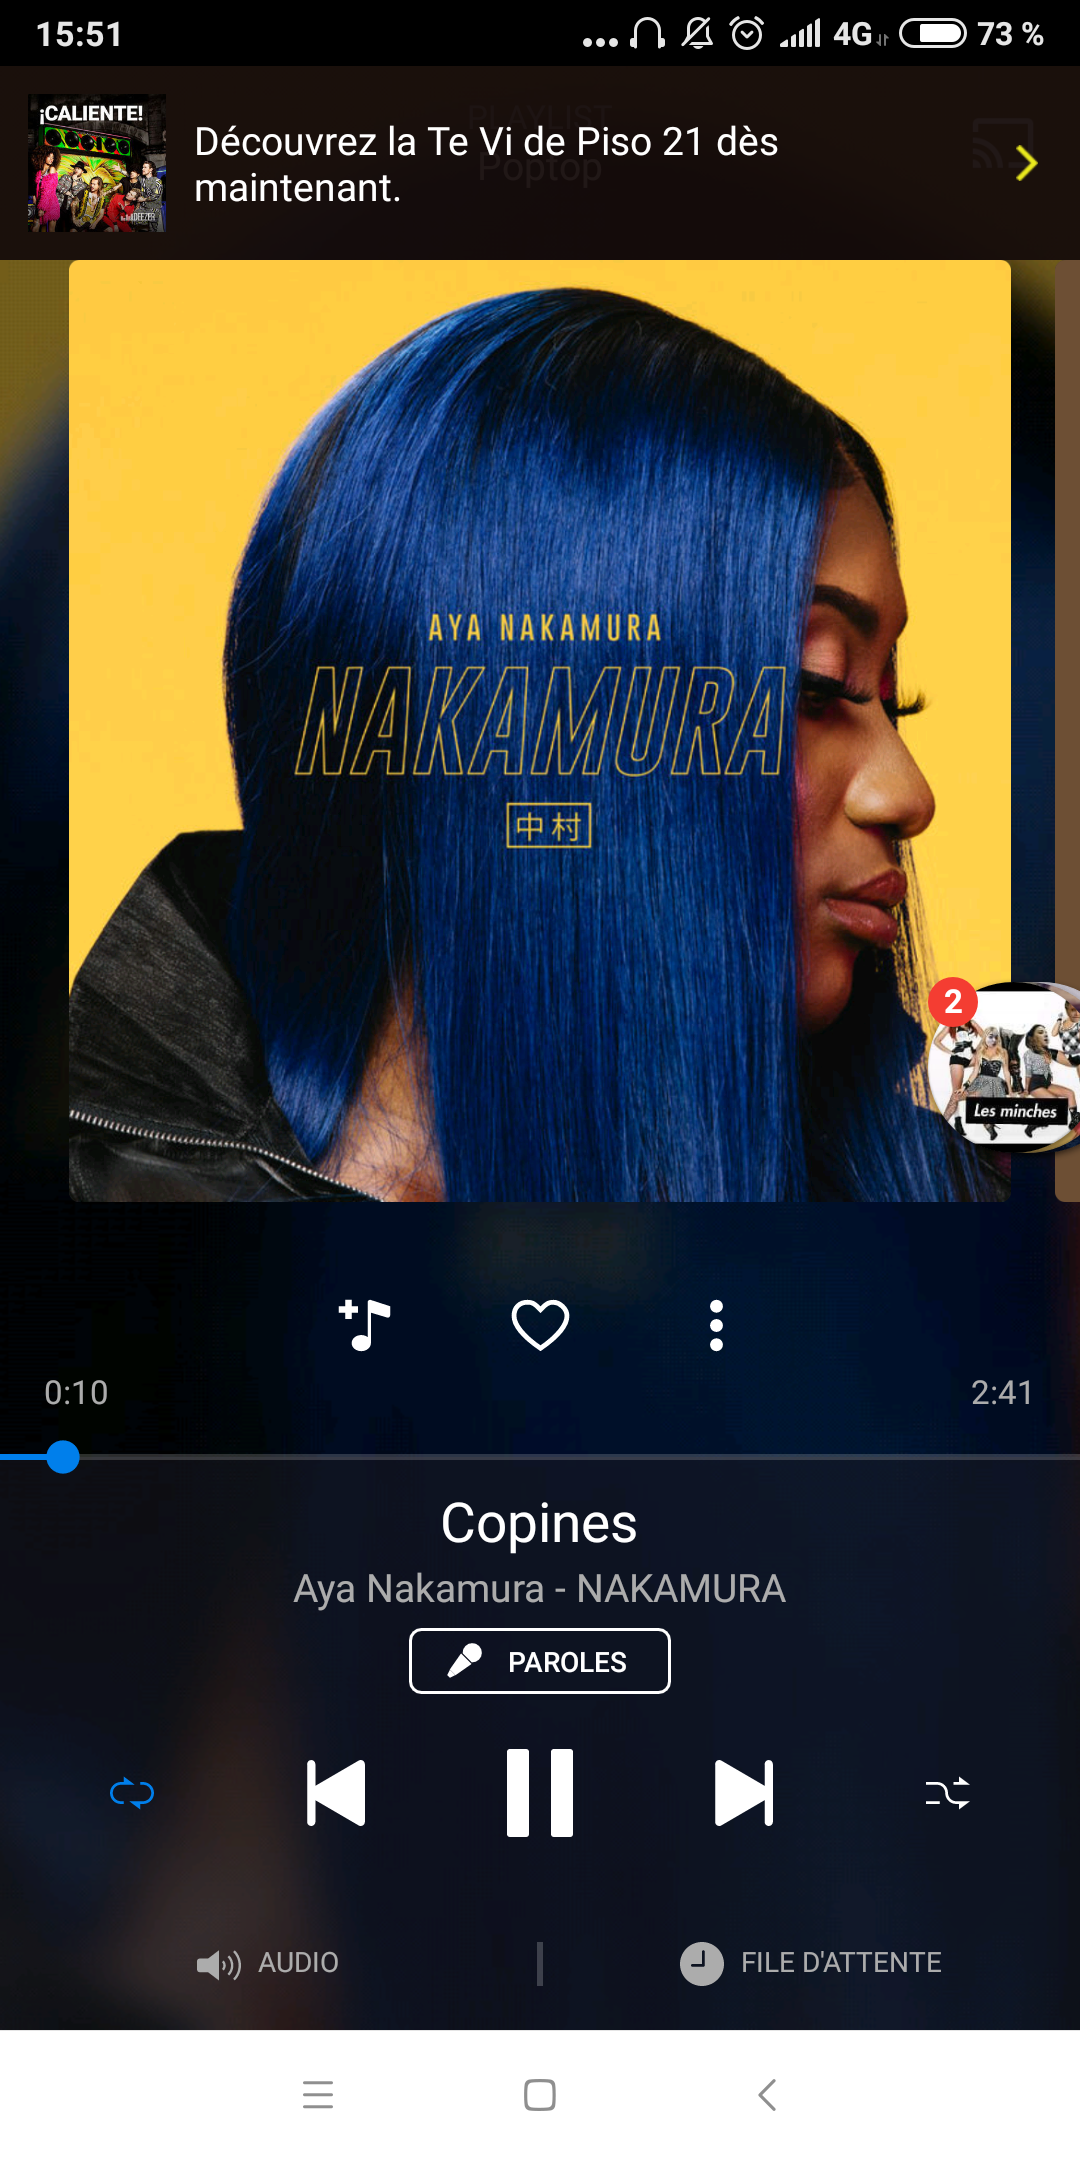 15:51
4G 73 %
¡CALIENTE!
DEEZER
PLAYLIST
Poptop
Découvrez la Te Vi de Piso 21 dès
maintenant.
AYA NAKAMURA
NAKAMURA
中村
2
Les minches
0:10
2:41
Copines
Aya Nakamura - NAKAMURA
PAROLES
AUDIO
FILE D'ATTENTE